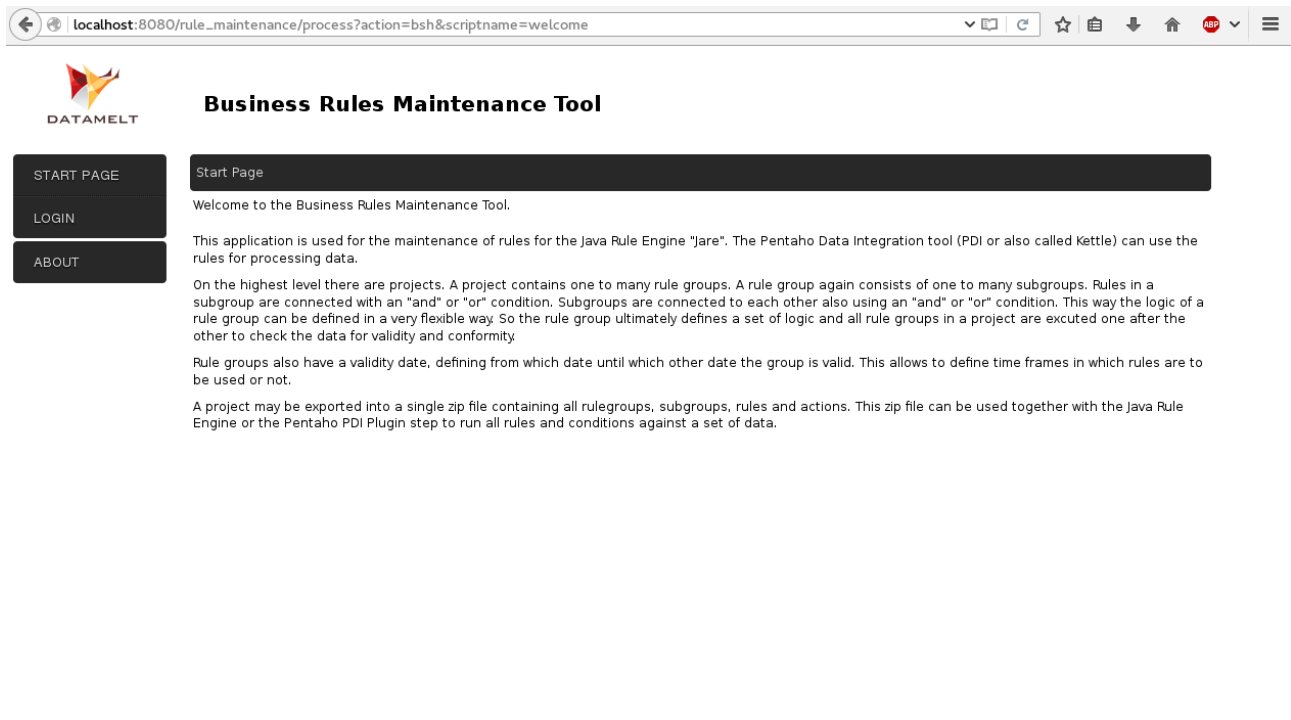 localhost:8080/rule_maintenance/process?action=bsh&scriptname=welcome
ABP
DATAMELT
Business Rules Maintenance Tool
START PAGE
LOGIN
ABOUT
Start Page
Welcome to the Business Rules Maintenance Tool.
This application is used for the maintenance of rules for the Java Rule Engine "Jare". The Pentaho Data Integration tool (PDI or also called Kettle) can use the
rules for processing data.
On the highest level there are projects. A project contains one to many rule groups. A rule group again consists of one to many subgroups. Rules in a
subgroup are connected with an "and" or "or" condition. Subgroups are connected to each other also using an "and" or "or" condition. This way the logic of a
rule group can be defined in a very flexible way. So the rule group ultimately defines a set of logic and all rule groups in a project are excuted one after the
other to check the data for validity and conformity.
Rule groups also have a validity date, defining from which date until which other date the group is valid. This allows to define time frames in which rules are to
be used or not.
A project may be exported into a single zip file containing all rulegroups, subgroups, rules and actions. This zip file can be used together with the Java Rule
Engine or the Pentaho PDI Plugin step to run all rules and conditions against a set of data.